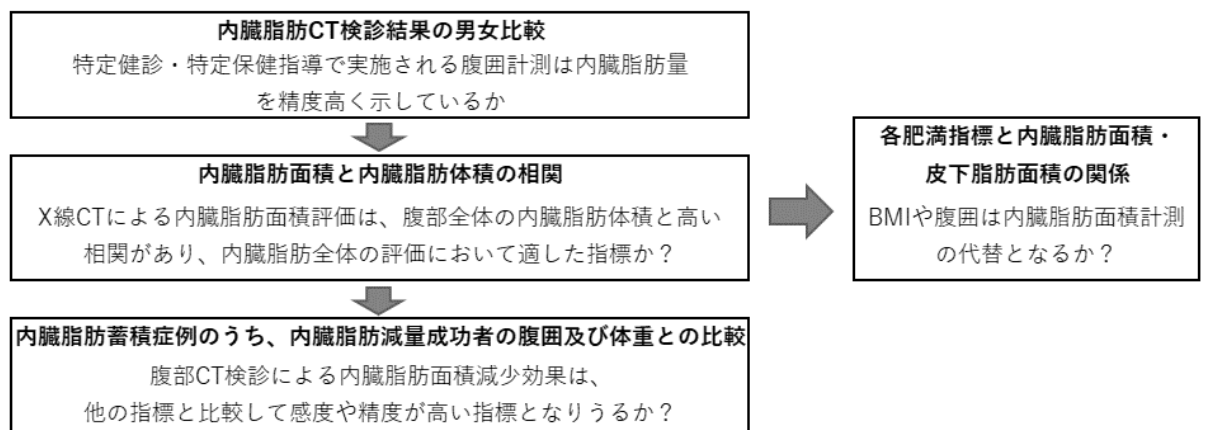 内臓脂肪CT検診結果の男女比較
特定健診・特定保健指導で実施される腹囲計測は内臓脂肪量
を精度高く示しているか
内臓脂肪面積と内臓脂肪体積の相関
X線CTによる内臓脂肪面積評価は、腹部全体の内臓脂肪体積と高い
相関があり、内臓脂肪全体の評価において適した指標か？
各肥満指標と内臓脂肪面積・
皮下脂肪面積の関係
BMIや腹囲は内臓脂肪面積計測
の代替となるか？
内臓脂肪蓄積症例のうち、内臓脂肪減量成功者の腹囲及び体重との比較
腹部CT検診による内臓脂肪面積減少効果は、
他の指標と比較して感度や精度が高い指標となりうるか？